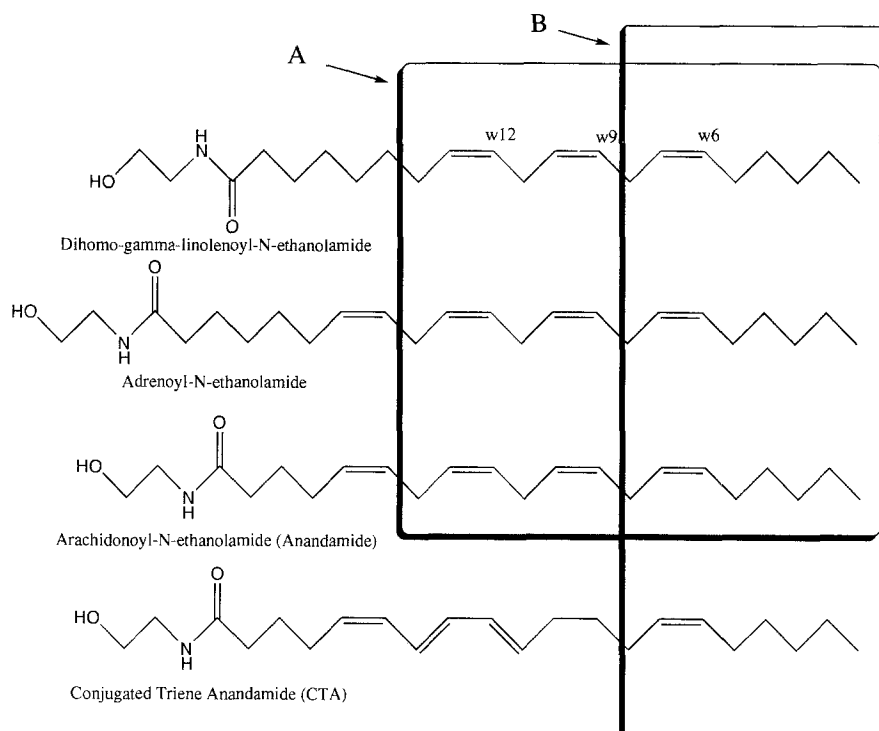 B
A
w12
w9
w6
H
N
HO
O
Dihomo-gamma-linolenoyl-N-ethanolamide
O
HO
N
H
Adrenoyl-N-ethanolamide
O
HO
N
H
Arachidonoyl-N-ethanolamide (Anandamide)
O
HO
N
H
Conjugated Triene Anandamide (CTA)